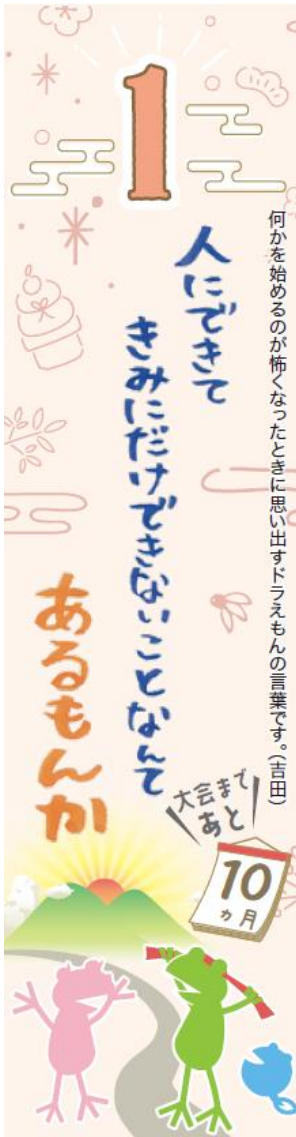 1
何かを始めるのが怖くなったときに思い出すドラえもんの言葉です。(吉田)
人にできて
きみにだけできないことなんて
あるもんか
大会まで
あと
10
ヵ月